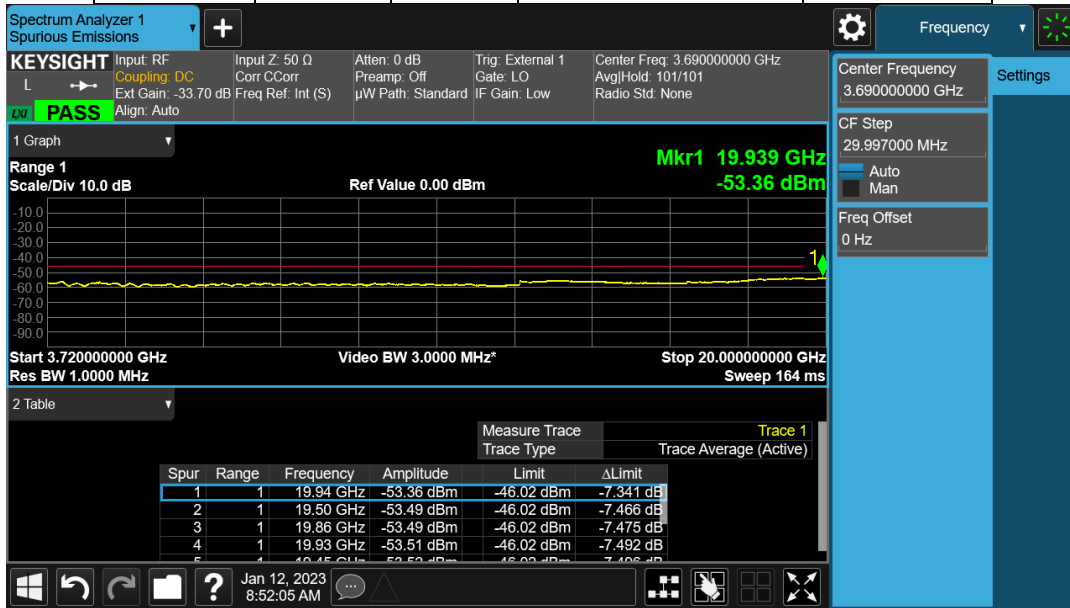 Spectrum Analyzer 1
Spurious Emissions
+
Frequency
KEYSIGHT
L
LXI PASS
Input: RF
Coupling: DC
Ext Gain: -33.70 dB
Align: Auto
Input Z: 50 Ω
Corr CCorr
Freq Ref: Int (S)
Atten: 0 dB
Preamp: Off
µW Path: Standard
Trig: External 1
Gate: LO
IF Gain: Low
Center Freq: 3.690000000 GHz
Avg|Hold: 101/101
Radio Std: None
Center Frequency
3.690000000 GHz
Settings
CF Step
29.997000 MHz
Auto
Man
Freq Offset
0 Hz
1 Graph
Range 1
Scale/Div 10.0 dB
Ref Value 0.00 dBm
Mkr1 19.939 GHz
-53.36 dBm
-10.0
-20.0
-30.0
-40.0
-50.0
-60.0
-70.0
-80.0
-90.0
1
Start 3.720000000 GHz
Video BW 3.0000 MHz*
Stop 20.000000000 GHz
Res BW 1.0000 MHz
Sweep 164 ms
2 Table
Measure Trace Trace 1
Trace Type Trace Average (Active)
Spur Range Frequency Amplitude Limit ΔLimit
1 1 19.94 GHz -53.36 dBm -46.02 dBm -7.341 dB
2 1 19.50 GHz -53.49 dBm -46.02 dBm -7.466 dB
3 1 19.86 GHz -53.49 dBm -46.02 dBm -7.475 dB
4 1 19.93 GHz -53.51 dBm -46.02 dBm -7.492 dB
?
Jan 12, 2023
8:52:05 AM